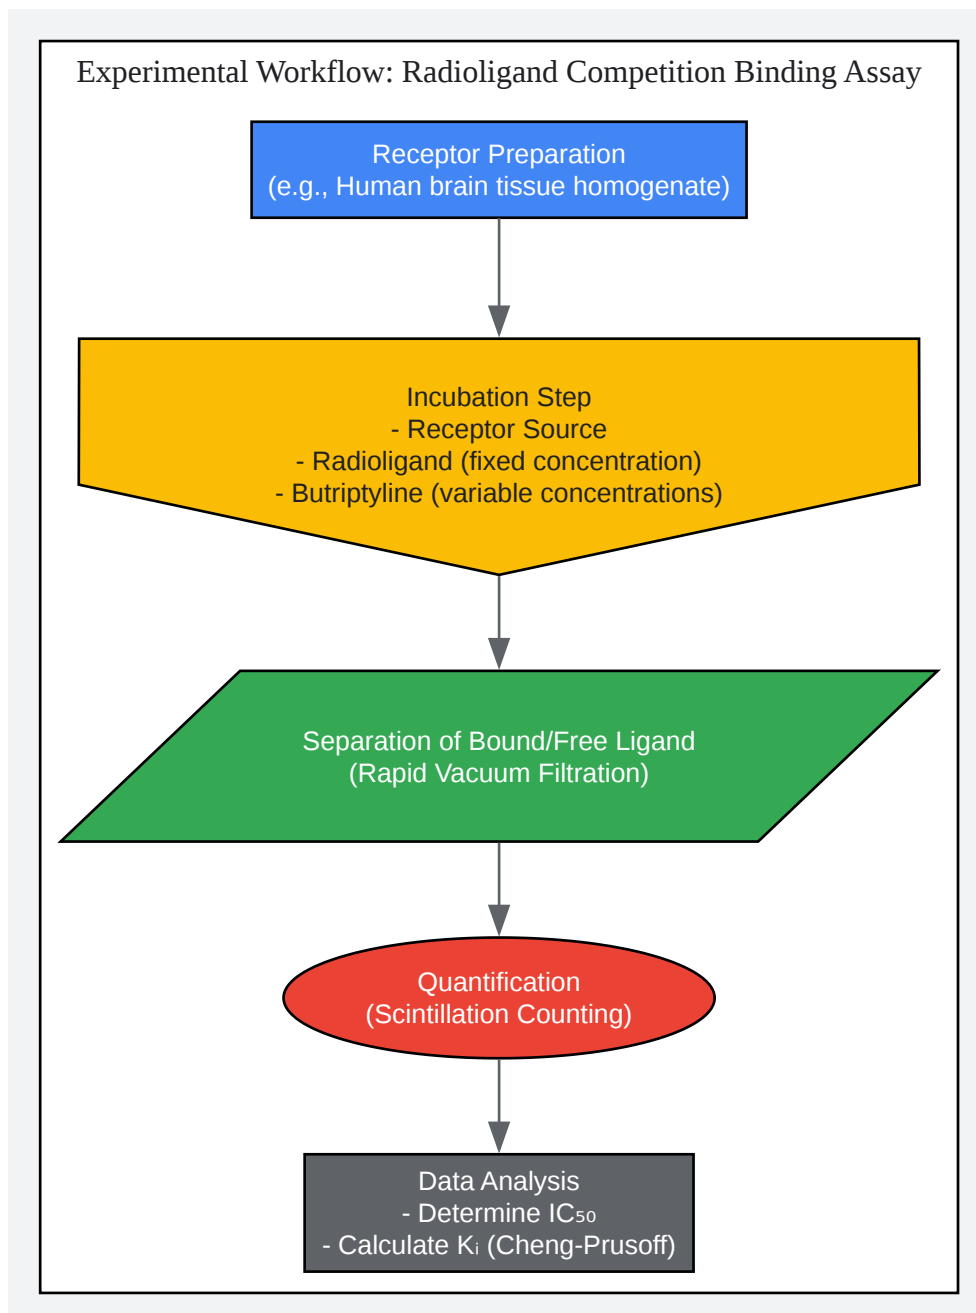 Experimental Workflow: Radioligand Competition Binding Assay
Receptor Preparation
(e.g., Human brain tissue homogenate)
Incubation Step
- Receptor Source
- Radioligand (fixed concentration)
- Butriptyline (variable concentrations)
Separation of Bound/Free Ligand
(Rapid Vacuum Filtration)
Quantification
(Scintillation Counting)
Data Analysis
- Determine IC₅₀
- Calculate Kᵢ (Cheng-Prusoff)